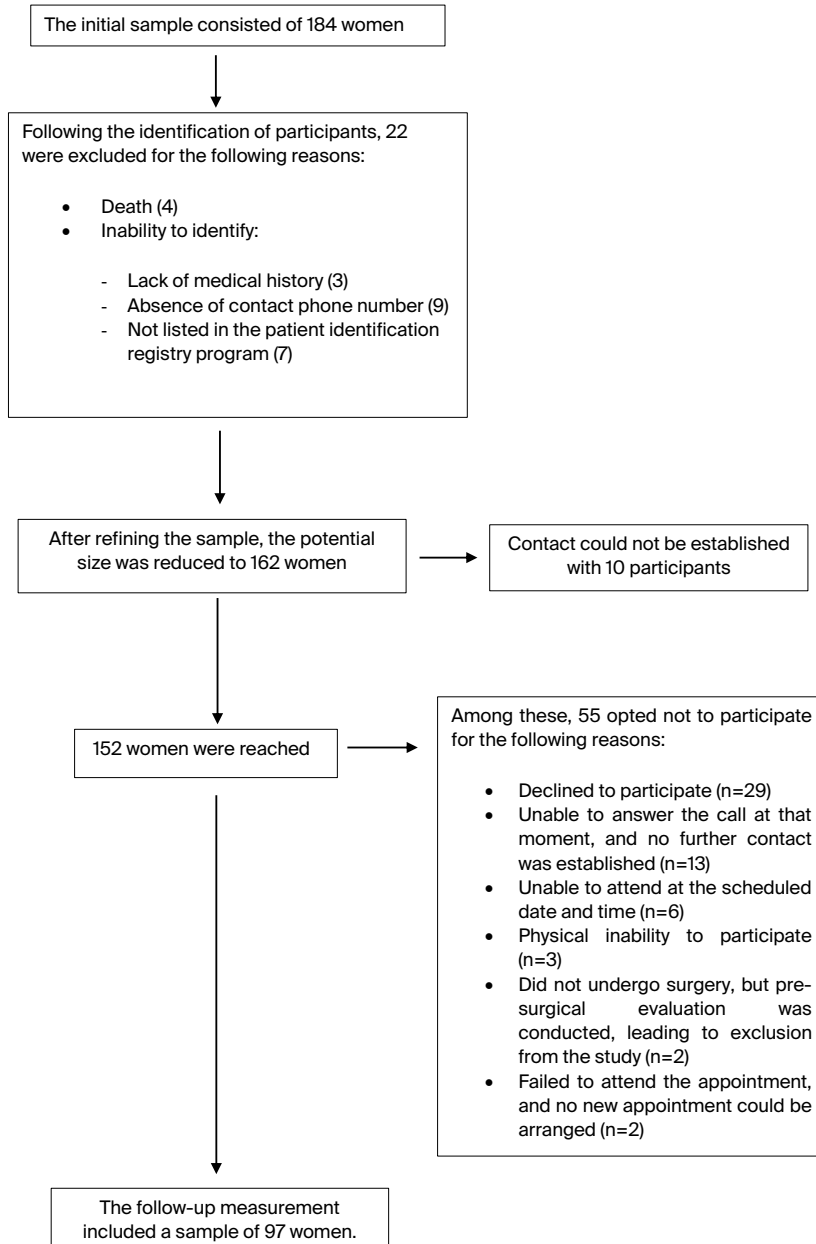 The initial sample consisted of 184 women
Following the identification of participants, 22
were excluded for the following reasons:
• Death (4)
• Inability to identify:
- Lack of medical history (3)
- Absence of contact phone number (9)
- Not listed in the patient identification
registry program (7)
After refining the sample, the potential
size was reduced to 162 women
Contact could not be established
with 10 participants
152 women were reached
Among these, 55 opted not to participate
for the following reasons:
• Declined to participate (n=29)
• Unable to answer the call at that
moment, and no further contact
was established (n=13)
• Unable to attend at the scheduled
date and time (n=6)
• Physical inability to participate
(n=3)
• Did not undergo surgery, but pre-
surgical evaluation was
conducted, leading to exclusion
from the study (n=2)
• Failed to attend the appointment,
and no new appointment could be
arranged (n=2)
The follow-up measurement
included a sample of 97 women.